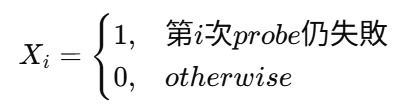 X_i = { 1, 第i次probe仍失敗
0, otherwise